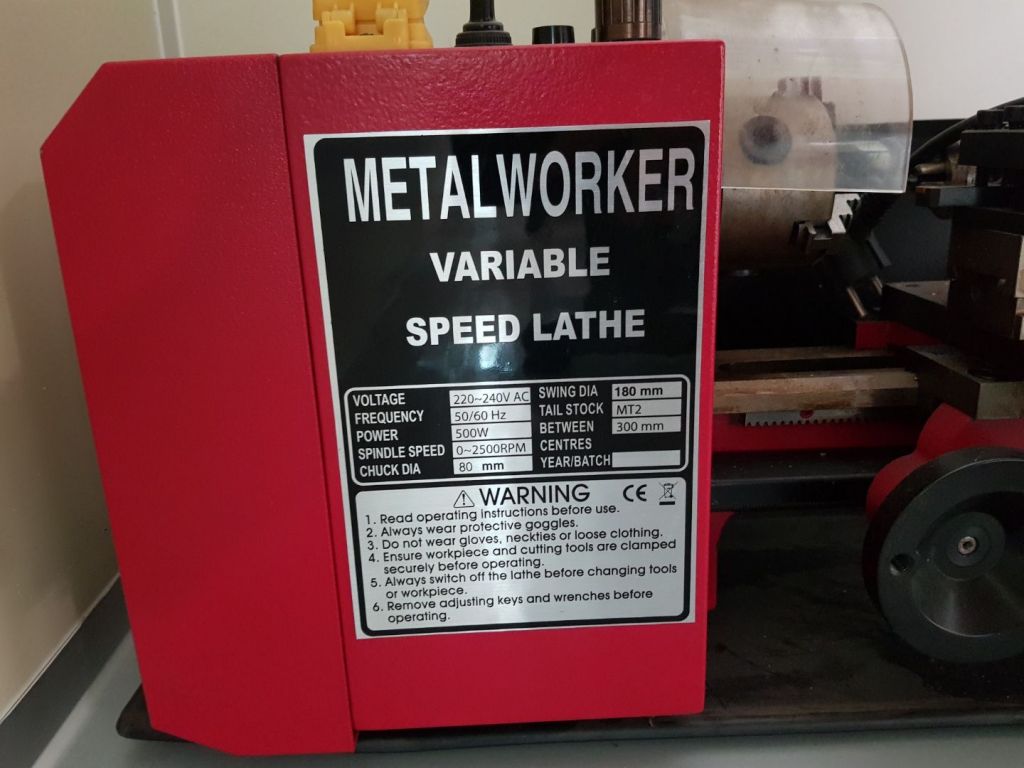 METALWORKER
VARIABLE
SPEED LATHE
VOLTAGE 220~240V AC
FREQUENCY 50/60 Hz
POWER 500W
SPINDLE SPEED 0~2500RPM
CHUCK DIA 80 mm
SWING DIA 180 mm
TAIL STOCK MT2
BETWEEN 300 mm
CENTRES
YEAR/BATCH
WARNING CE
1. Read operating instructions before use.
2. Always wear protective goggles.
3. Do not wear gloves, neckties or loose clothing.
4. Ensure workpiece and cutting tools are clamped
securely before operating.
5. Always switch off the lathe before changing tools
or workpiece.
6. Remove adjusting keys and wrenches before
operating.